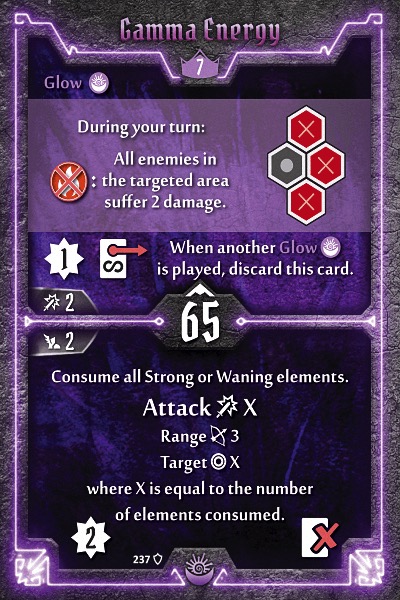 Gamma Energy
7
Glow
During your turn:
All enemies in
: the targeted area
suffer 2 damage.
1
When another Glow
is played, discard this card.
2
65
2
Consume all Strong or Waning elements.
Attack X
Range 3
Target X
where X is equal to the number
of elements consumed.
2
237